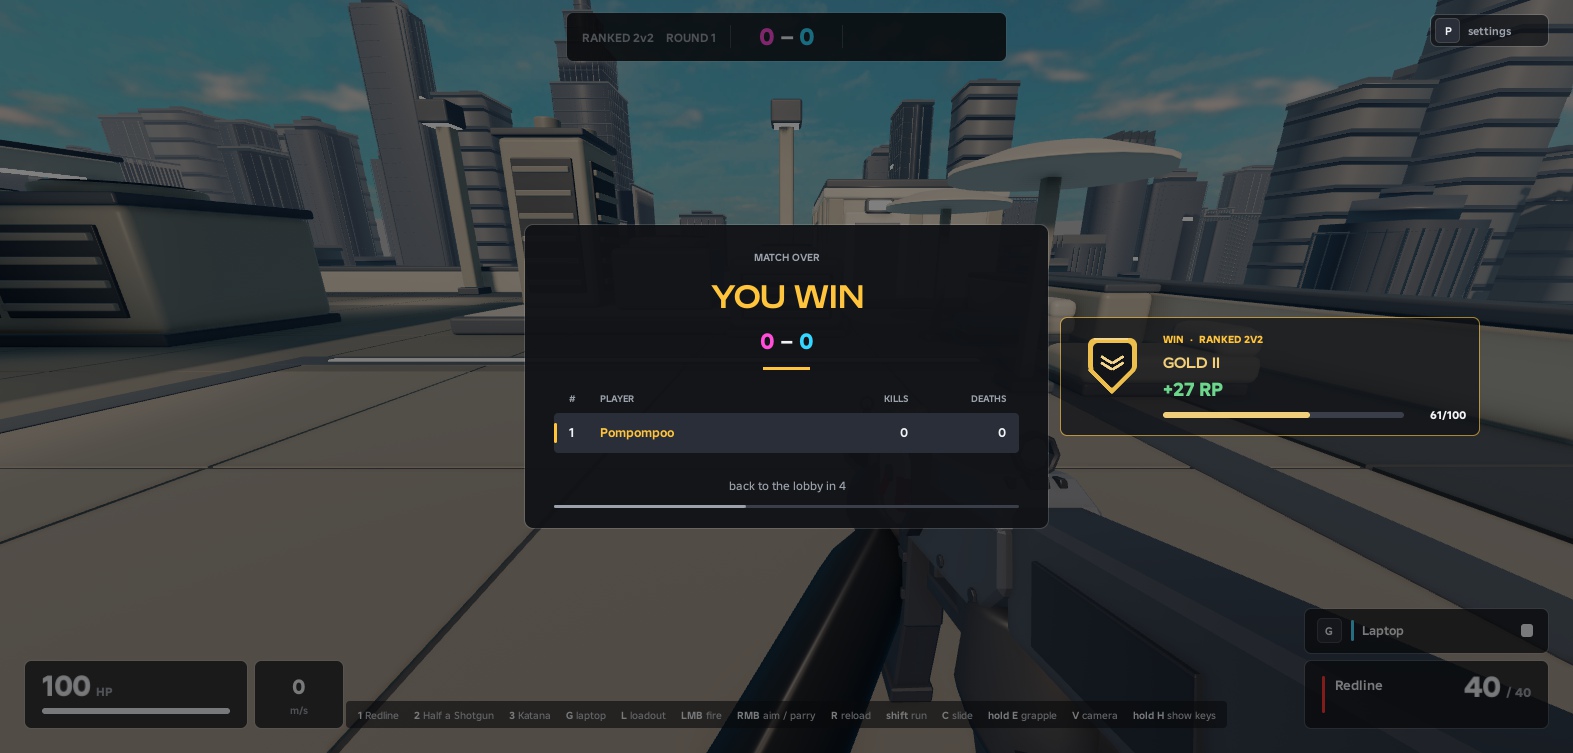 RANKED 2v2 ROUND 1 0 – 0
P settings
MATCH OVER
YOU WIN
0 – 0
# PLAYER KILLS DEATHS
1 Pompompoo 0 0
back to the lobby in 4
WIN · RANKED 2V2
GOLD II
+27 RP
61/100
G Laptop
100 HP
0
m/s
1 Redline 2 Half a Shotgun 3 Katana G laptop L loadout LMB fire RMB aim / parry R reload shift run C slide hold E grapple V camera hold H show keys
Redline 40 / 40